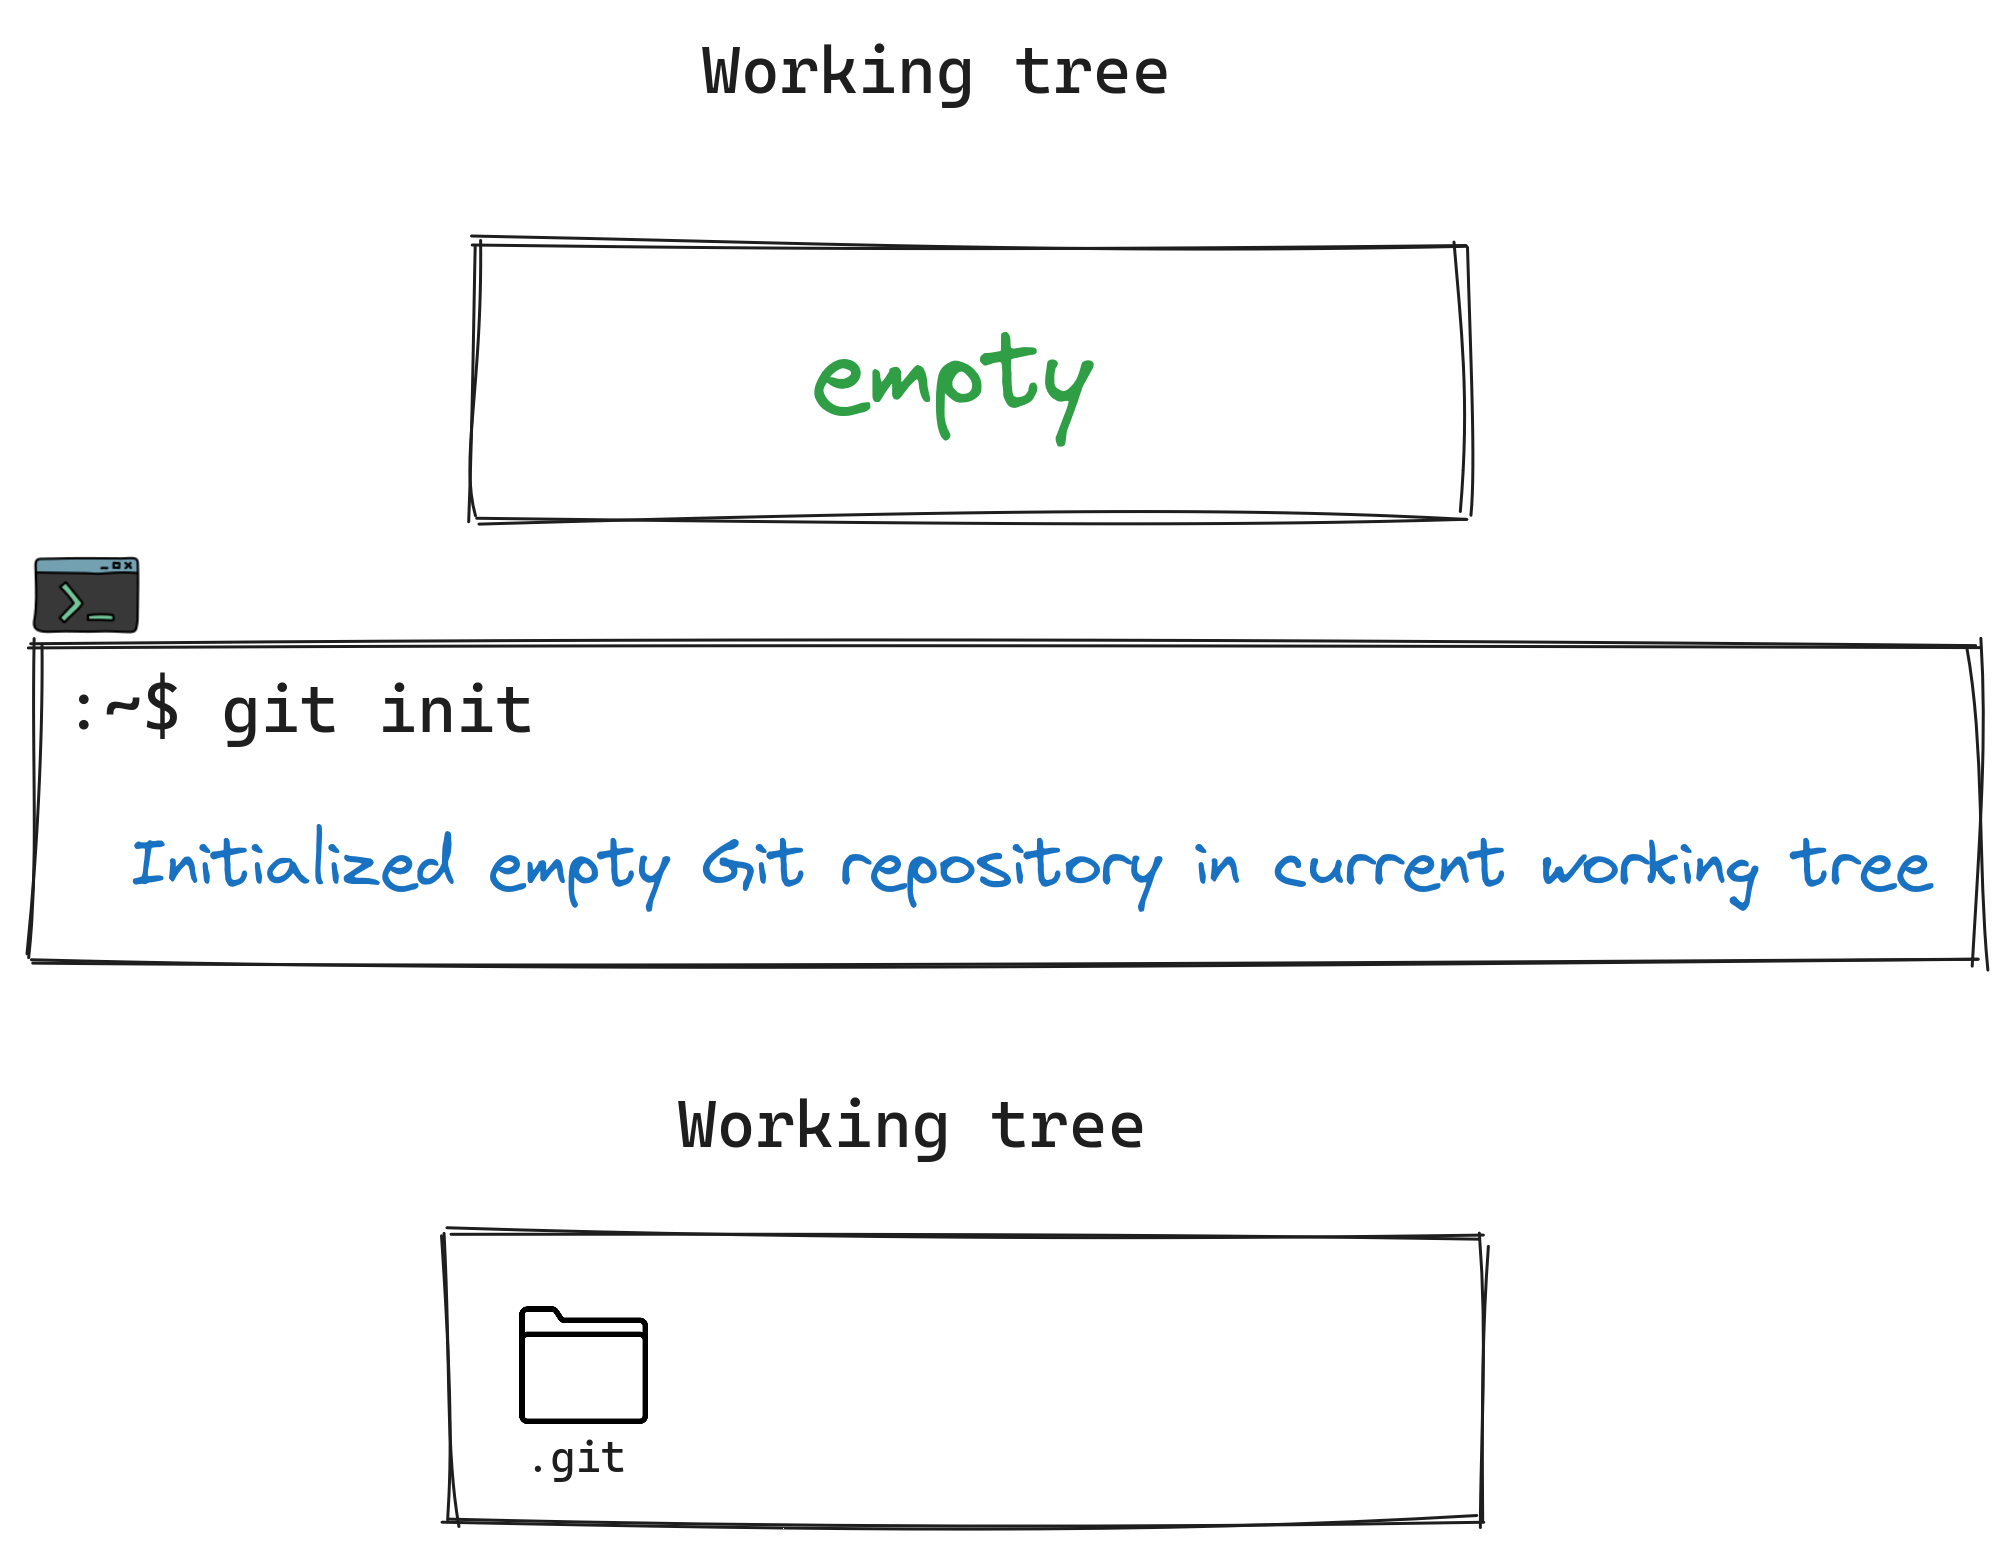 Working tree
empty
:~$ git init
Initialized empty Git repository in current working tree
Working tree
.git